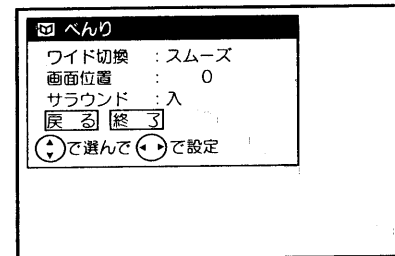 べんり
ワイド切換 :スムーズ
画面位置 : 0
サラウンド :入
戻る 終了
で選んで で設定